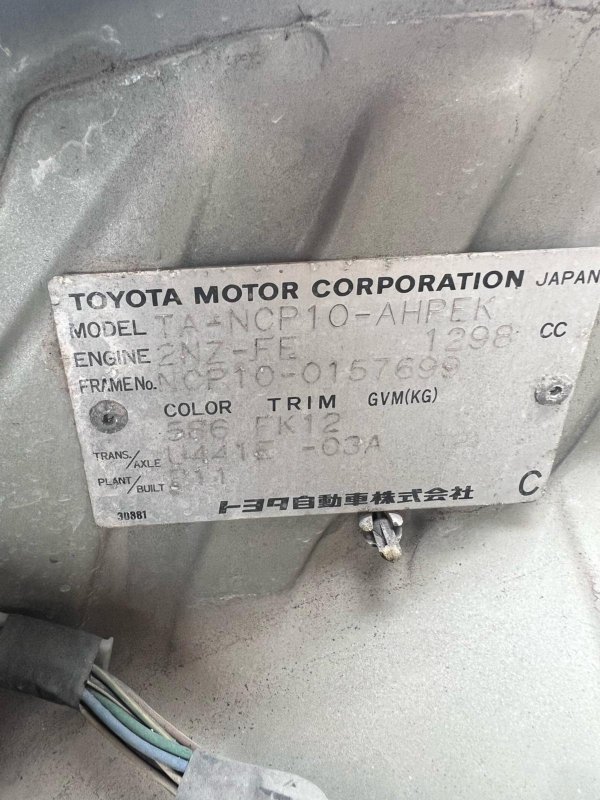 TOYOTA MOTOR CORPORATION JAPAN
MODEL TA-NCP10-AHPEK
ENGINE 2NZ-FE 1298 CC
FRAME No. NCP10-0157699
COLOR TRIM GVM(KG)
FK12
TRANS./AXLE U441E -03A
PLANT/BUILT
トヨタ自動車株式会社 C
30881